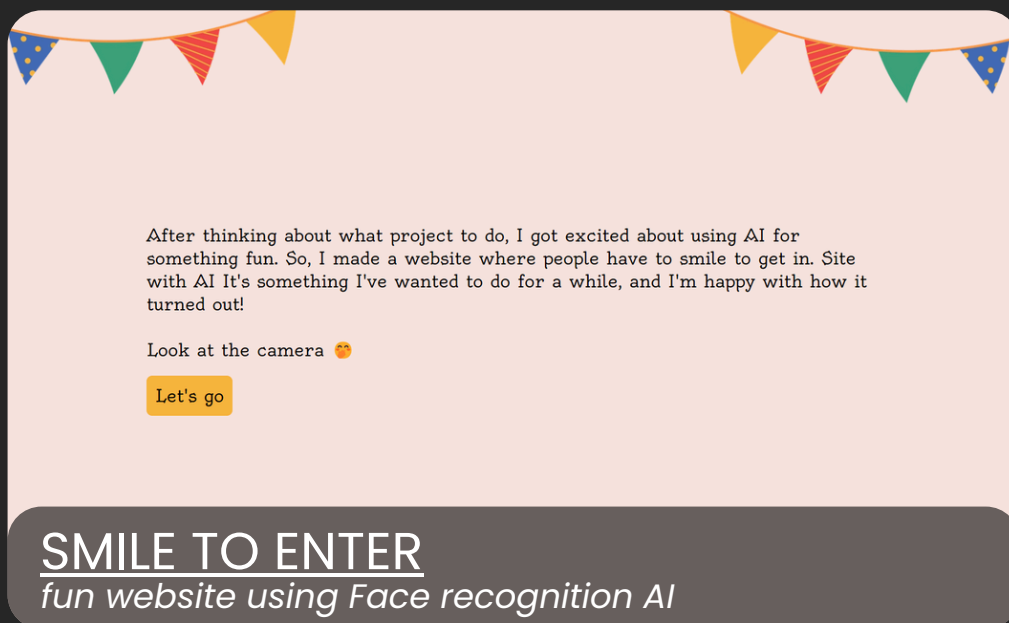 After thinking about what project to do, I got excited about using AI for
something fun. So, I made a website where people have to smile to get in. Site
with AI It's something I've wanted to do for a while, and I'm happy with how it
turned out!
Look at the camera 🤭
Let's go
SMILE TO ENTER
fun website using Face recognition AI